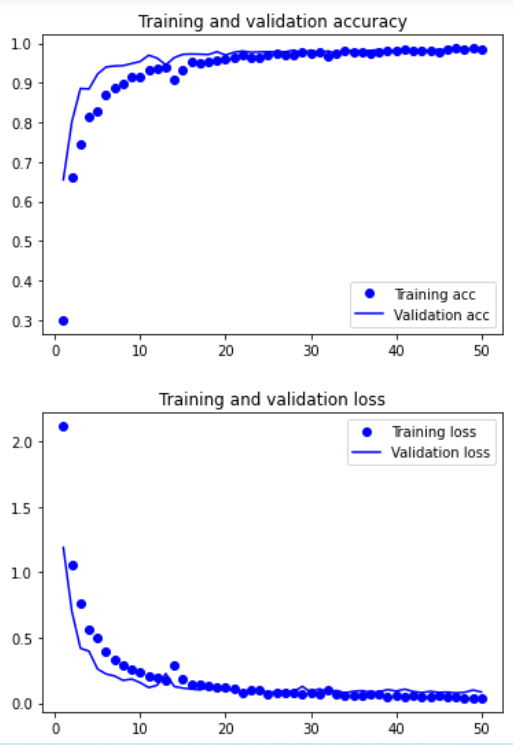 Training and validation accuracy
1.0
0.9
0.8
0.7
0.6
0.5
0.4
0.3
Training acc
Validation acc
0 10 20 30 40 50
Training and validation loss
2.0
1.5
1.0
0.5
0.0
Training loss
Validation loss
0 10 20 30 40 50